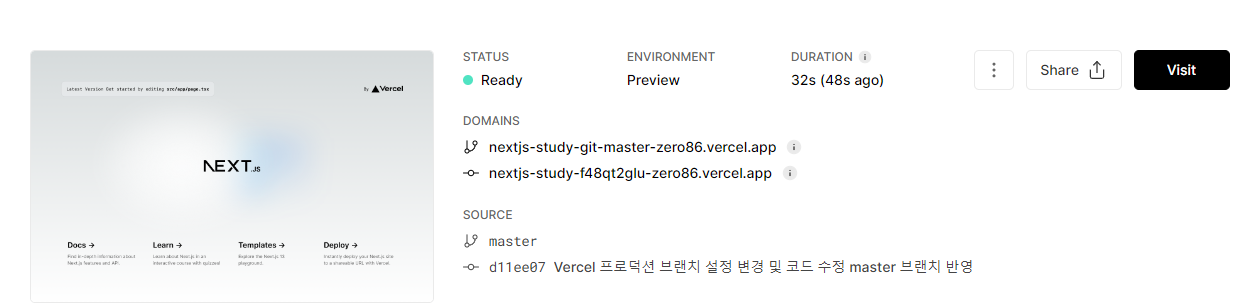 Latest Version Get started by editing src/app/page.tsx
By ▲Vercel
NEXT.JS
Docs →
Find in-depth information about
Next.js features and API.
Learn →
Learn about Next.js in an
interactive course with quizzes!
Templates →
Explore the Next.js 13
playground.
Deploy →
Instantly deploy your Next.js site
to a shareable URL with Vercel.
STATUS
Ready
ENVIRONMENT
Preview
DURATION
32s (48s ago)
Share
Visit
DOMAINS
nextjs-study-git-master-zero86.vercel.app
nextjs-study-f48qt2glu-zero86.vercel.app
SOURCE
master
d11ee07 Vercel 프로덕션 브랜치 설정 변경 및 코드 수정 master 브랜치 반영